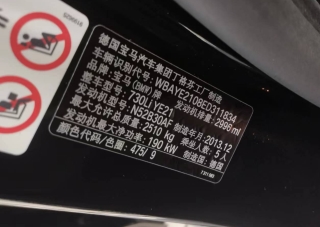 德国宝马汽车集团丁格芬工厂制造
车辆识别代号:WBAYE2108ED311834
品牌:宝马(BMW)牌
整车型号:730Li YE21 发动机排量:2996ml
发动机型号:N52B30AF 制造年月:2013.12
最大允许总质量:2510 kg 乘坐人数:5人
发动机最大净功率:190 kW 制造国:德国
颜色代码/色圈:475/9